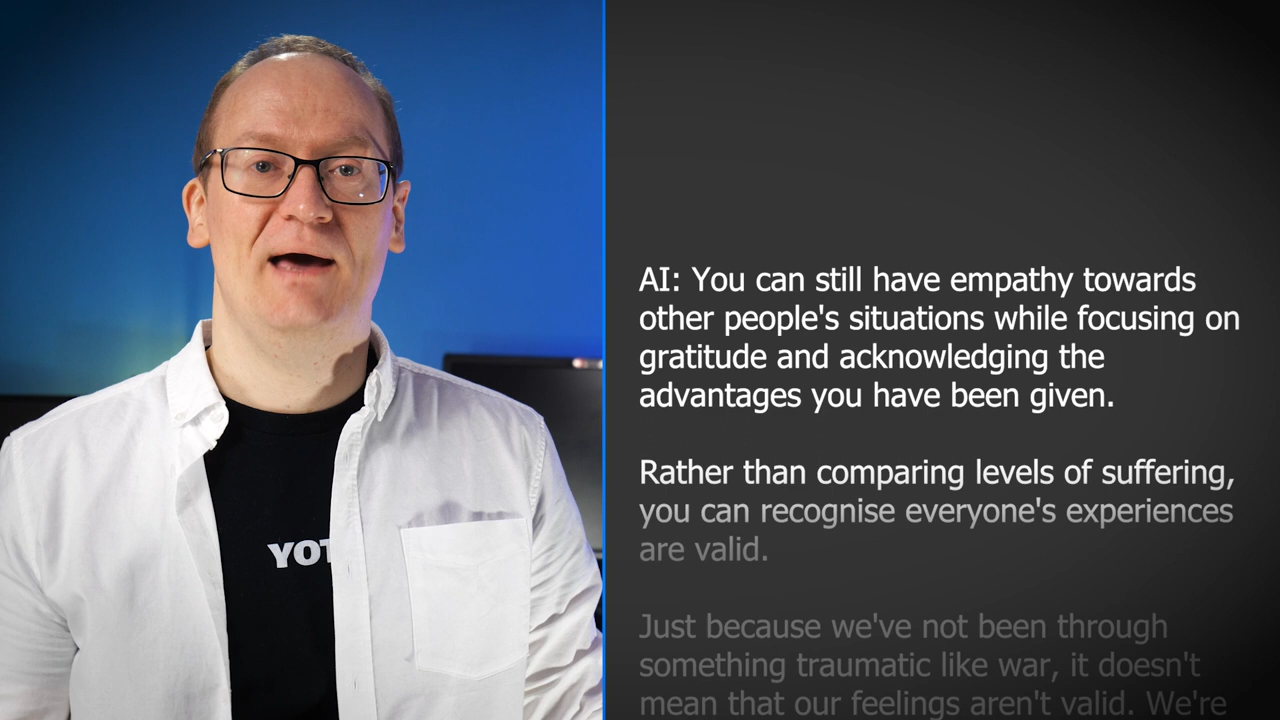 YOT
AI: You can still have empathy towards
other people's situations while focusing on
gratitude and acknowledging the
advantages you have been given.
Rather than comparing levels of suffering,
you can recognise everyone's experiences
are valid.
Just because we've not been through
something traumatic like war, it doesn't
mean that our feelings aren't valid. We're